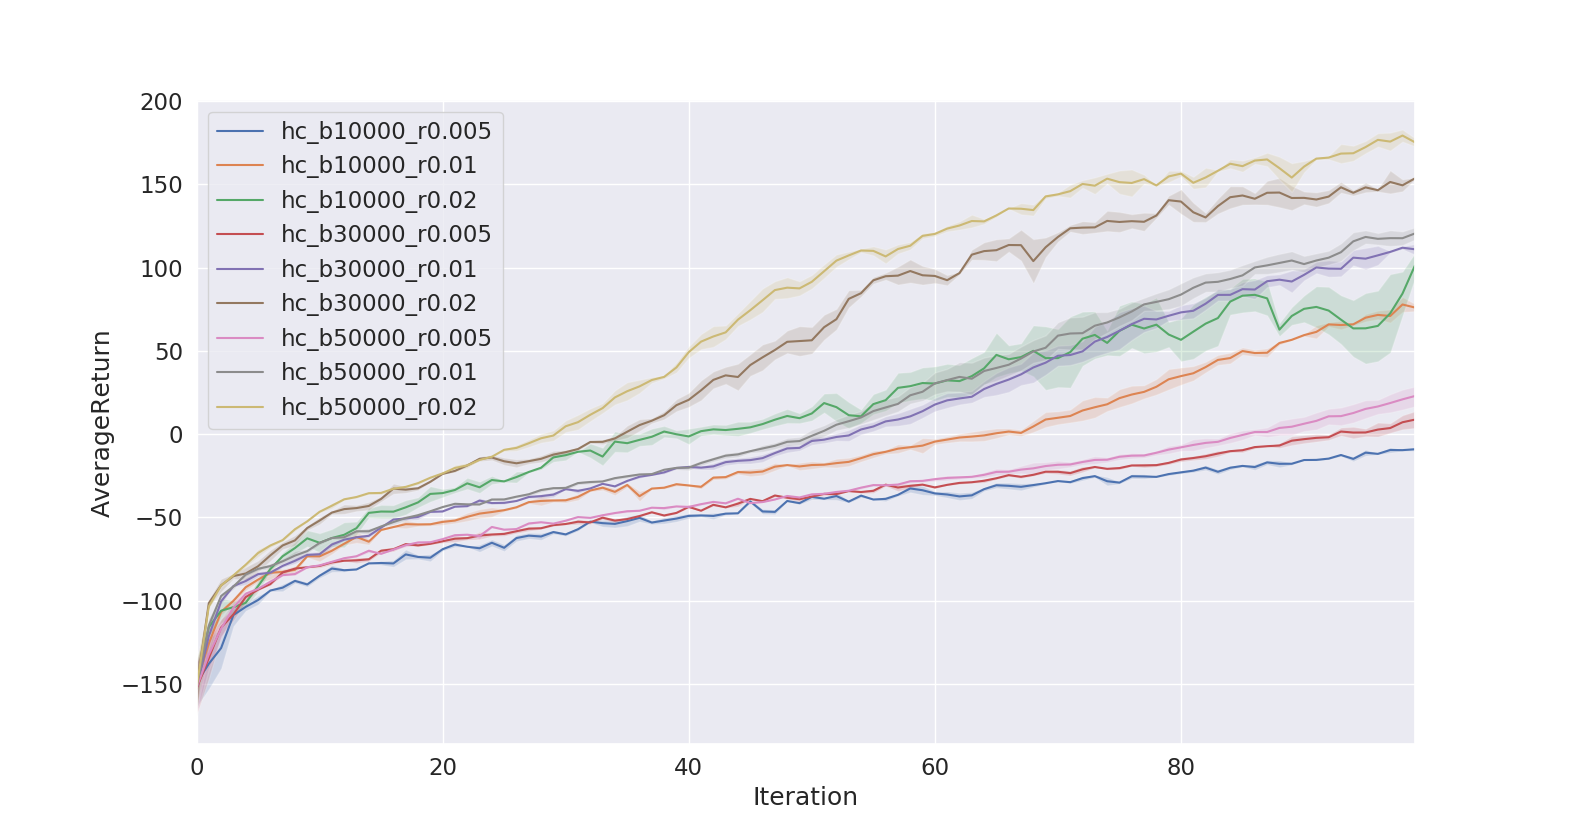 200
150
100
50
0
−50
−100
−150
AverageReturn
hc_b10000_r0.005
hc_b10000_r0.01
hc_b10000_r0.02
hc_b30000_r0.005
hc_b30000_r0.01
hc_b30000_r0.02
hc_b50000_r0.005
hc_b50000_r0.01
hc_b50000_r0.02
0 20 40 60 80
Iteration